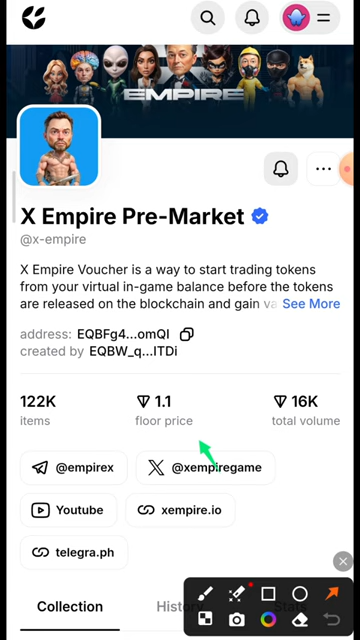 EMPIRE
X Empire Pre-Market
@x-empire
X Empire Voucher is a way to start trading tokens
from your virtual in-game balance before the tokens
are released on the blockchain and gain va See More
address: EQBFg4...omQI
created by EQBW_q...ITDi
122K 1.1 16K
items floor price total volume
@empirex @xempiregame
Youtube xempire.io
telegra.ph
Collection History Stats